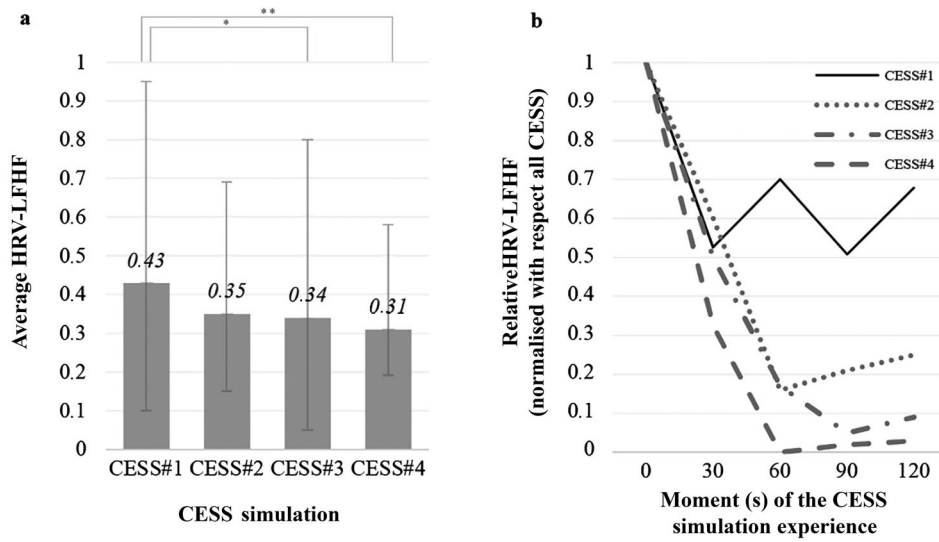 a
**
*
Average HRV-LFHF
1
0.9
0.8
0.7
0.6
0.5
0.4
0.3
0.2
0.1
0
0.43
0.35
0.34
0.31
CESS#1 CESS#2 CESS#3 CESS#4
CESS simulation
b
RelativeHRV-LFHF
(normalised with respect all CESS)
1
0.9
0.8
0.7
0.6
0.5
0.4
0.3
0.2
0.1
0
CESS#1
CESS#2
CESS#3
CESS#4
0 30 60 90 120
Moment (s) of the CESS
simulation experience